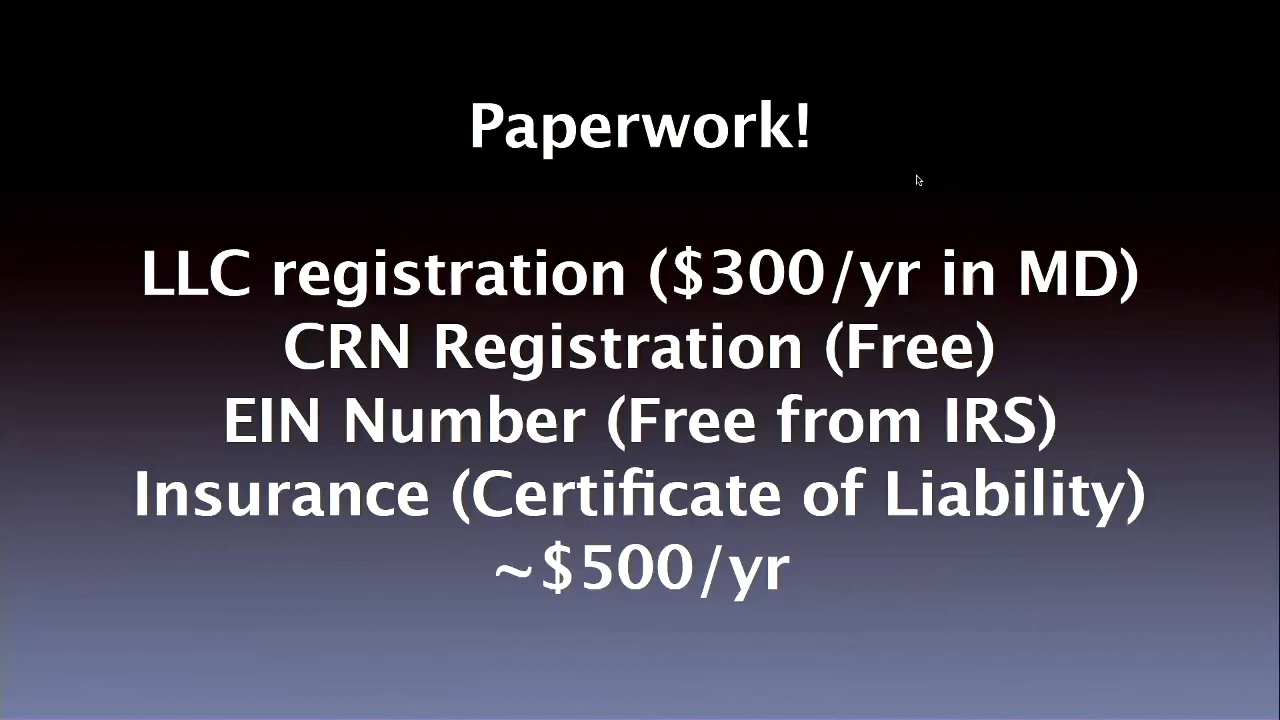 Paperwork!
LLC registration ($300/yr in MD)
CRN Registration (Free)
EIN Number (Free from IRS)
Insurance (Certificate of Liability)
~$500/yr